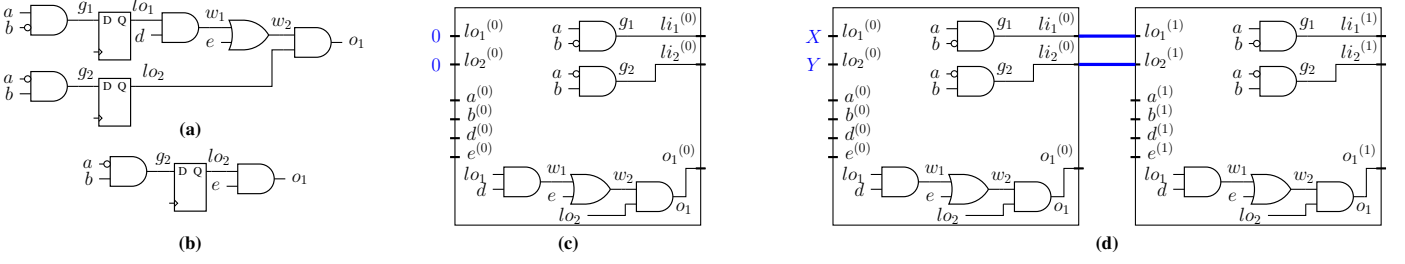 a
b
g₁
D Q
lo₁
d
w₁
e
w₂
o₁
a
b
g₂
D Q
lo₂
(a)
a
b
g₂
D Q
lo₂
e
o₁
(b)
0 lo₁⁽⁰⁾
0 lo₂⁽⁰⁾
a⁽⁰⁾
b⁽⁰⁾
d⁽⁰⁾
e⁽⁰⁾
a
b
g₁
li₁⁽⁰⁾
a
b
g₂
li₂⁽⁰⁾
lo₁
d
w₁
e
w₂
lo₂
o₁
o₁⁽⁰⁾
(c)
X lo₁⁽⁰⁾
Y lo₂⁽⁰⁾
a⁽⁰⁾
b⁽⁰⁾
d⁽⁰⁾
e⁽⁰⁾
a
b
g₁
li₁⁽⁰⁾
a
b
g₂
li₂⁽⁰⁾
lo₁
d
w₁
e
w₂
lo₂
o₁
o₁⁽⁰⁾
lo₁⁽¹⁾
lo₂⁽¹⁾
a⁽¹⁾
b⁽¹⁾
d⁽¹⁾
e⁽¹⁾
a
b
g₁
li₁⁽¹⁾
a
b
g₂
li₂⁽¹⁾
lo₁
d
w₁
e
w₂
lo₂
o₁
o₁⁽¹⁾
(d)